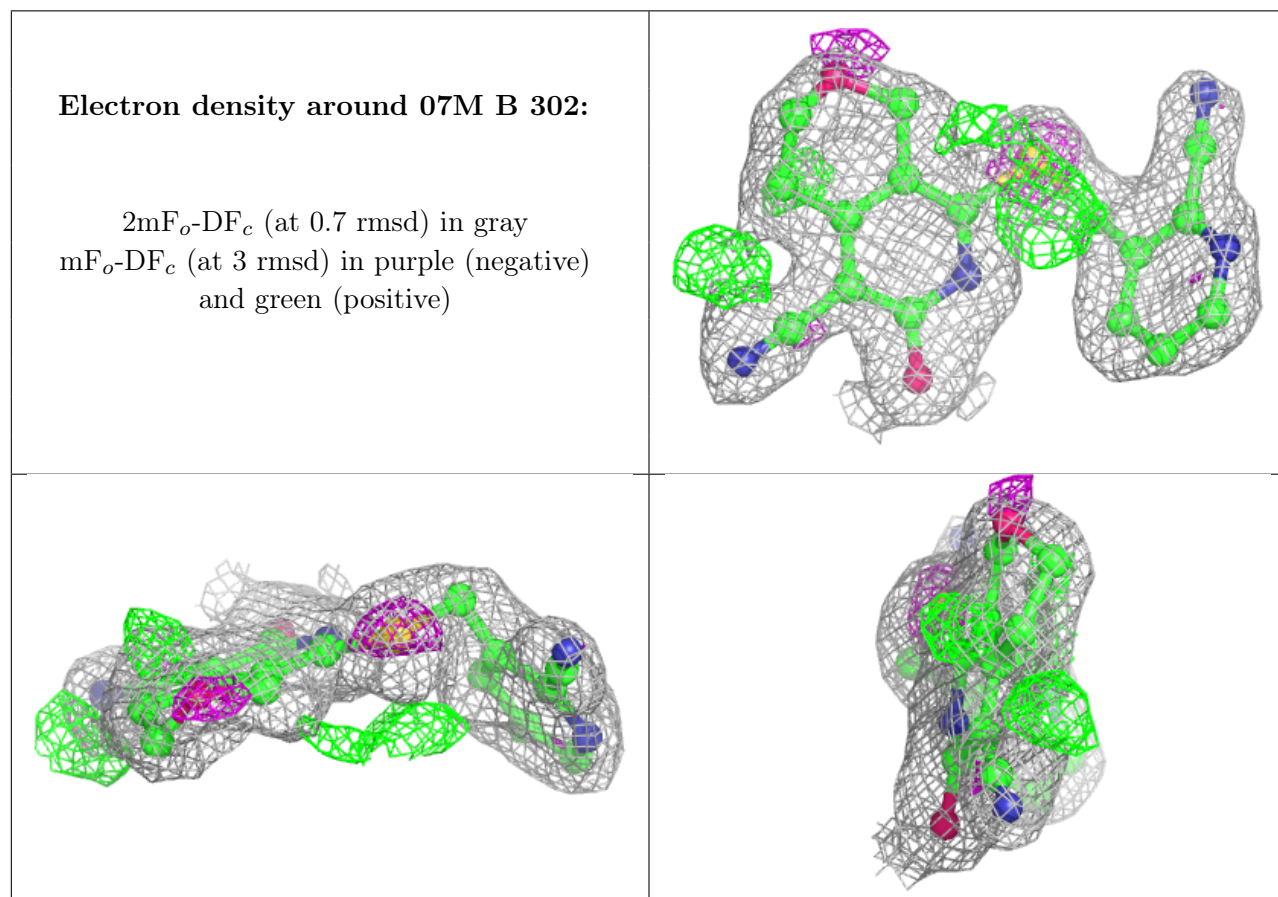 Electron density around 07M B 302:
2mFo-DFc (at 0.7 rmsd) in gray
mFo-DFc (at 3 rmsd) in purple (negative)
and green (positive)